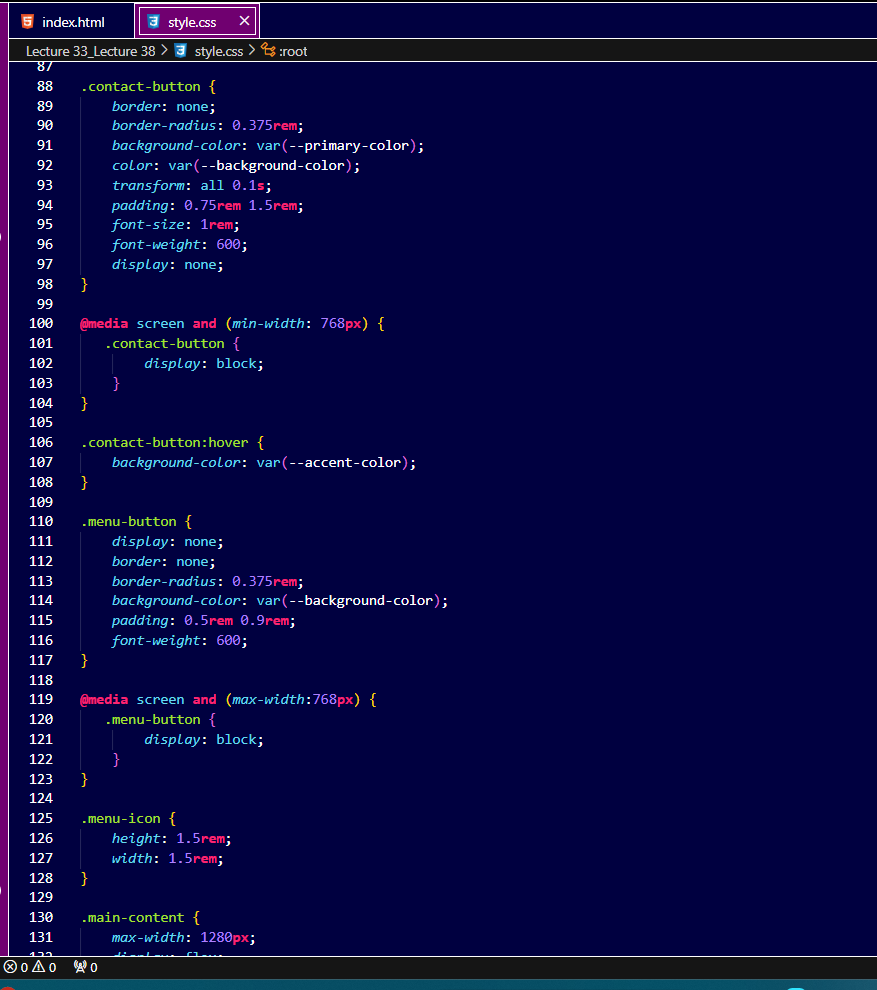 index.html style.css ×
Lecture 33_Lecture 38 > style.css > :root
87
88 .contact-button {
89 border: none;
90 border-radius: 0.375rem;
91 background-color: var(--primary-color);
92 color: var(--background-color);
93 transform: all 0.1s;
94 padding: 0.75rem 1.5rem;
95 font-size: 1rem;
96 font-weight: 600;
97 display: none;
98 }
99
100 @media screen and (min-width: 768px) {
101 .contact-button {
102 display: block;
103 }
104 }
105
106 .contact-button:hover {
107 background-color: var(--accent-color);
108 }
109
110 .menu-button {
111 display: none;
112 border: none;
113 border-radius: 0.375rem;
114 background-color: var(--background-color);
115 padding: 0.5rem 0.9rem;
116 font-weight: 600;
117 }
118
119 @media screen and (max-width:768px) {
120 .menu-button {
121 display: block;
122 }
123 }
124
125 .menu-icon {
126 height: 1.5rem;
127 width: 1.5rem;
128 }
129
130 .main-content {
131 max-width: 1280px;
132 display: flex;
0 0 0